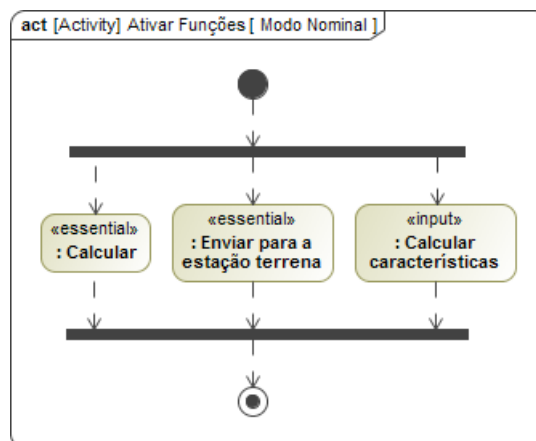 act [Activity] Ativar Funções [ Modo Nominal ]
«essential»
: Calcular
«essential»
: Enviar para a
estação terrena
«input»
: Calcular
características